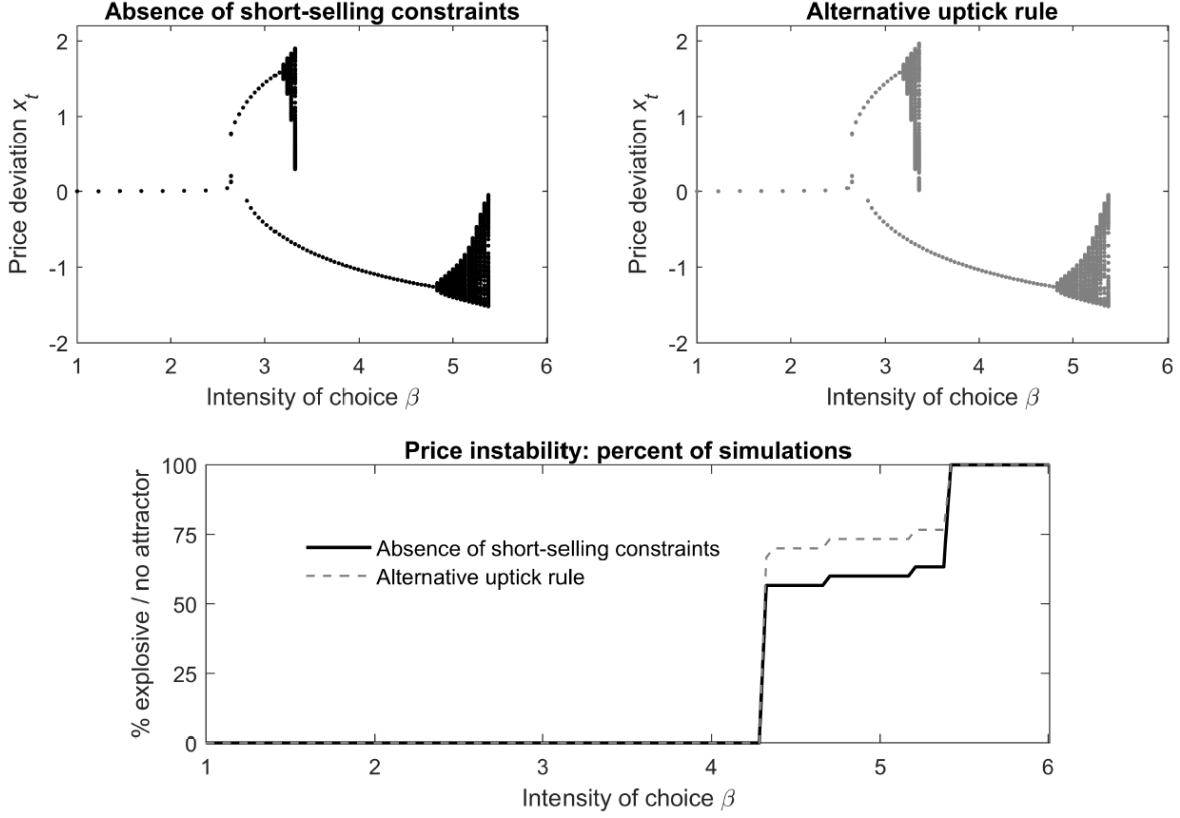 Absence of short-selling constraints
Price deviation x_t
2
1
0
-1
-2
1 2 3 4 5 6
Intensity of choice β
Alternative uptick rule
Price deviation x_t
2
1
0
-1
-2
1 2 3 4 5 6
Intensity of choice β
Price instability: percent of simulations
% explosive / no attractor
100
75
50
25
0
Absence of short-selling constraints
Alternative uptick rule
1 2 3 4 5 6
Intensity of choice β